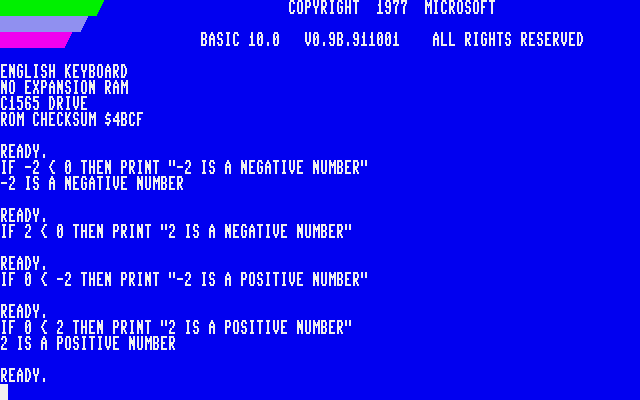 COPYRIGHT  1977  MICROSOFT
BASIC 10.0   V0.9B.911001    ALL RIGHTS RESERVED
ENGLISH KEYBOARD
NO EXPANSION RAM
C1565 DRIVE
ROM CHECKSUM $4BCF
READY.
IF -2 < 0 THEN PRINT "-2 IS A NEGATIVE NUMBER"
-2 IS A NEGATIVE NUMBER
READY.
IF 2 < 0 THEN PRINT "2 IS A NEGATIVE NUMBER"
READY.
IF 0 < -2 THEN PRINT "-2 IS A POSITIVE NUMBER"
READY.
IF 0 < 2 THEN PRINT "2 IS A POSITIVE NUMBER"
2 IS A POSITIVE NUMBER
READY.